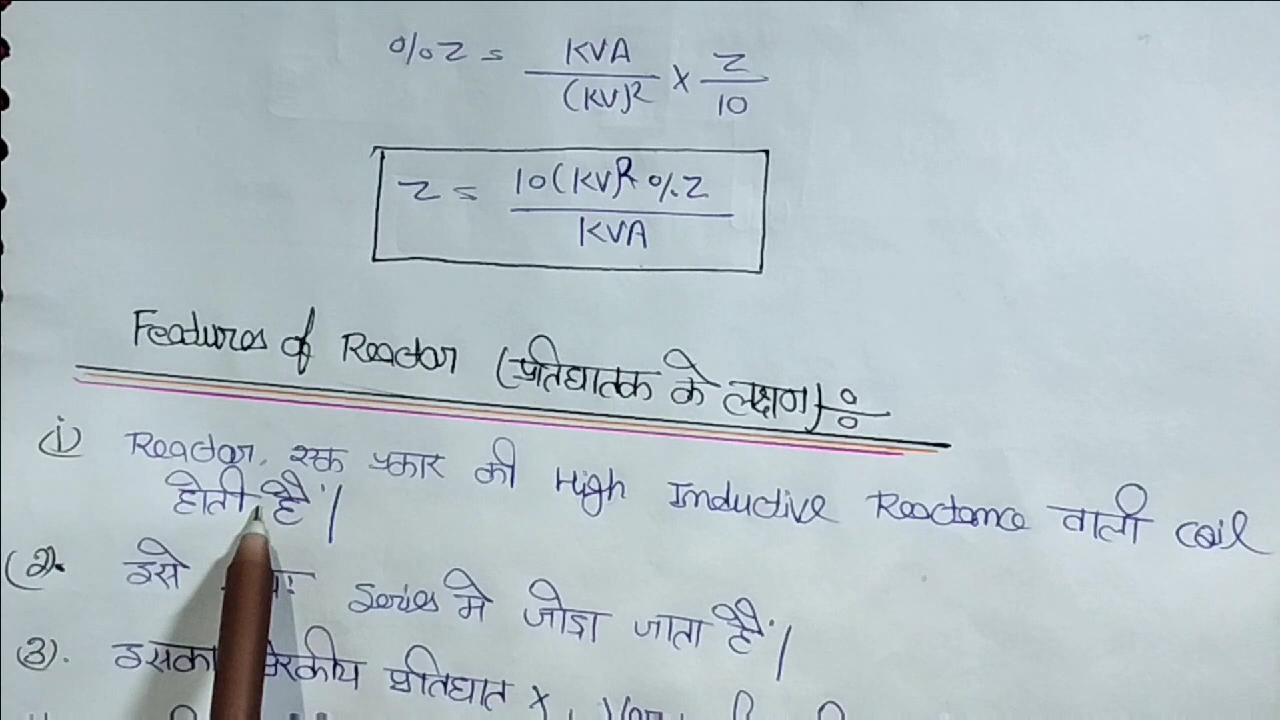 %Z = KVA/(KV)² × Z/10
Z = 10(KV)² %Z/KVA
Features of Reactor (प्रतिघातक के लक्षण) ÷
(i) Reactor, एक प्रकार की High Inductive Reactance वाली coil
होती हैं।
(2). इसे Series मे जोड़ा जाता हैं।
(3). इसका प्रतिघात X